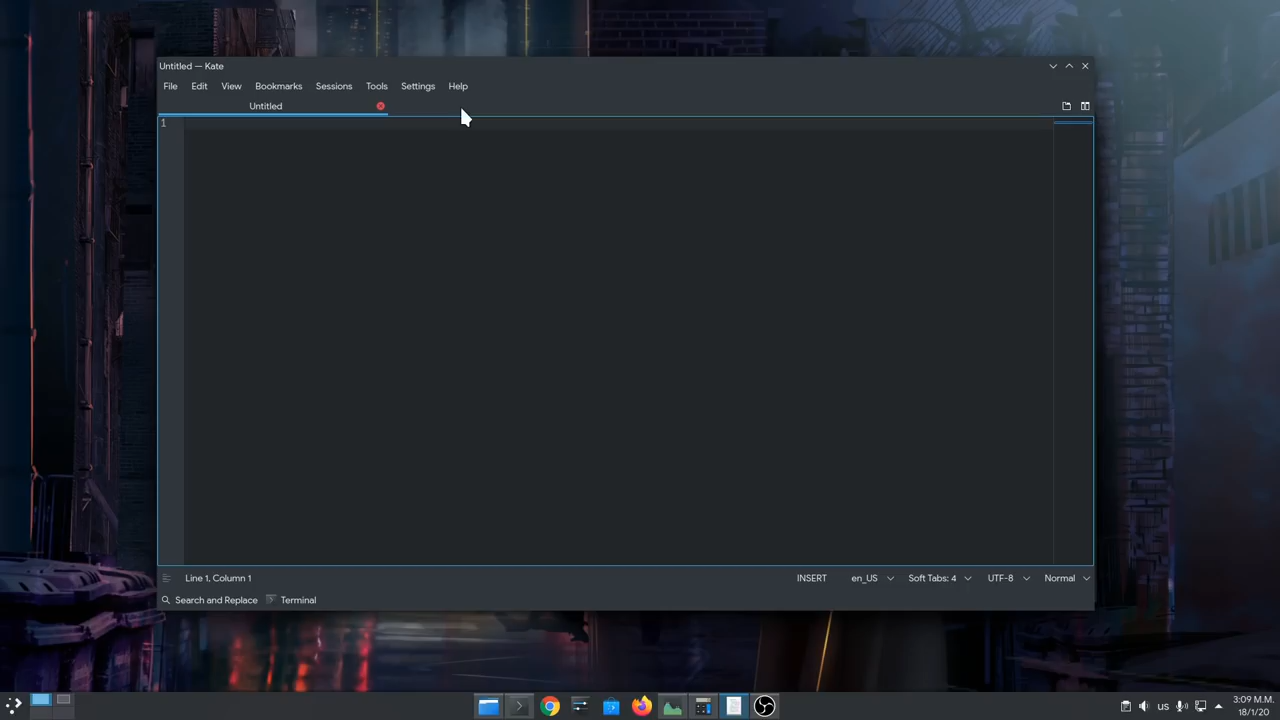 Untitled — Kate
File Edit View Bookmarks Sessions Tools Settings Help
Untitled
1
Line 1, Column 1 INSERT en_US Soft Tabs: 4 UTF-8 Normal
Search and Replace Terminal
US
3:09 M.M.
18/1/20